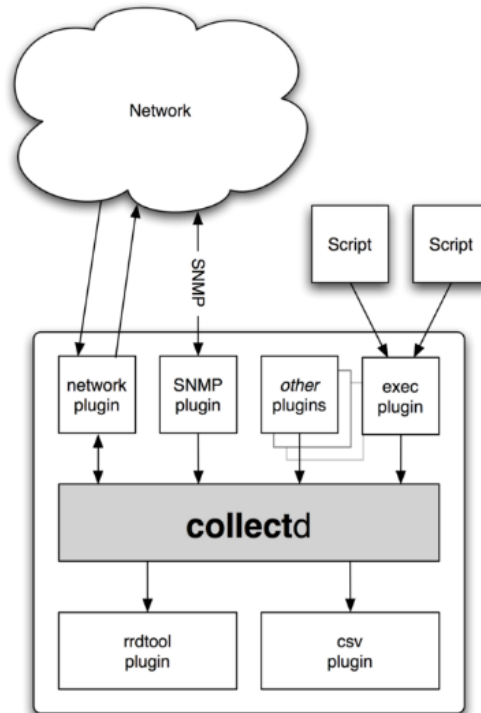 Network
SNMP
Script
Script
network
plugin
SNMP
plugin
other
plugins
exec
plugin
collectd
rrdtool
plugin
csv
plugin